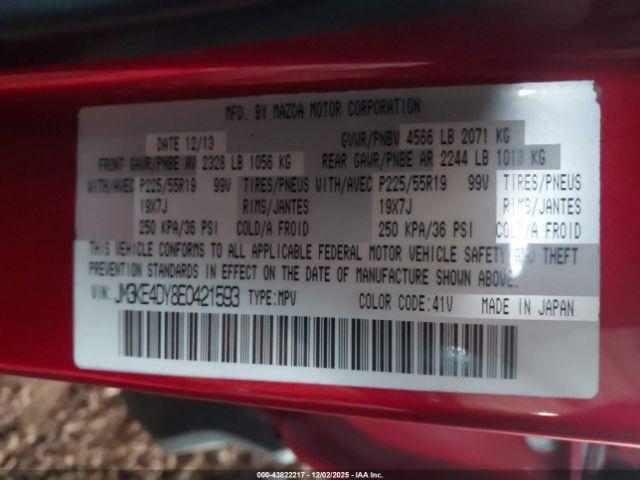 MFD. BY MAZDA MOTOR CORPORATION
DATE 12/13 GVWR/PNBV 4566 LB 2071 KG
FRONT GAWR/PNBE AV 2328 LB 1056 KG REAR GAWR/PNBE AR 2244 LB 1018 KG
WITH/AVEC P225/55R19 99V TIRES/PNEUS WITH/AVEC P225/55R19 99V TIRES/PNEUS
19X7J RIMS/JANTES 19X7J RIMS/JANTES
250 KPA/36 PSI COLD/A FROID 250 KPA/36 PSI COLD/A FROID
THIS VEHICLE CONFORMS TO ALL APPLICABLE FEDERAL MOTOR VEHICLE SAFETY AND THEFT
PREVENTION STANDARDS IN EFFECT ON THE DATE OF MANUFACTURE SHOWN ABOVE.
VIN: JM3KE4DY8E0421593 TYPE:MPV COLOR CODE:41V MADE IN JAPAN
000-43822217 - 12/02/2025 - IAA Inc.